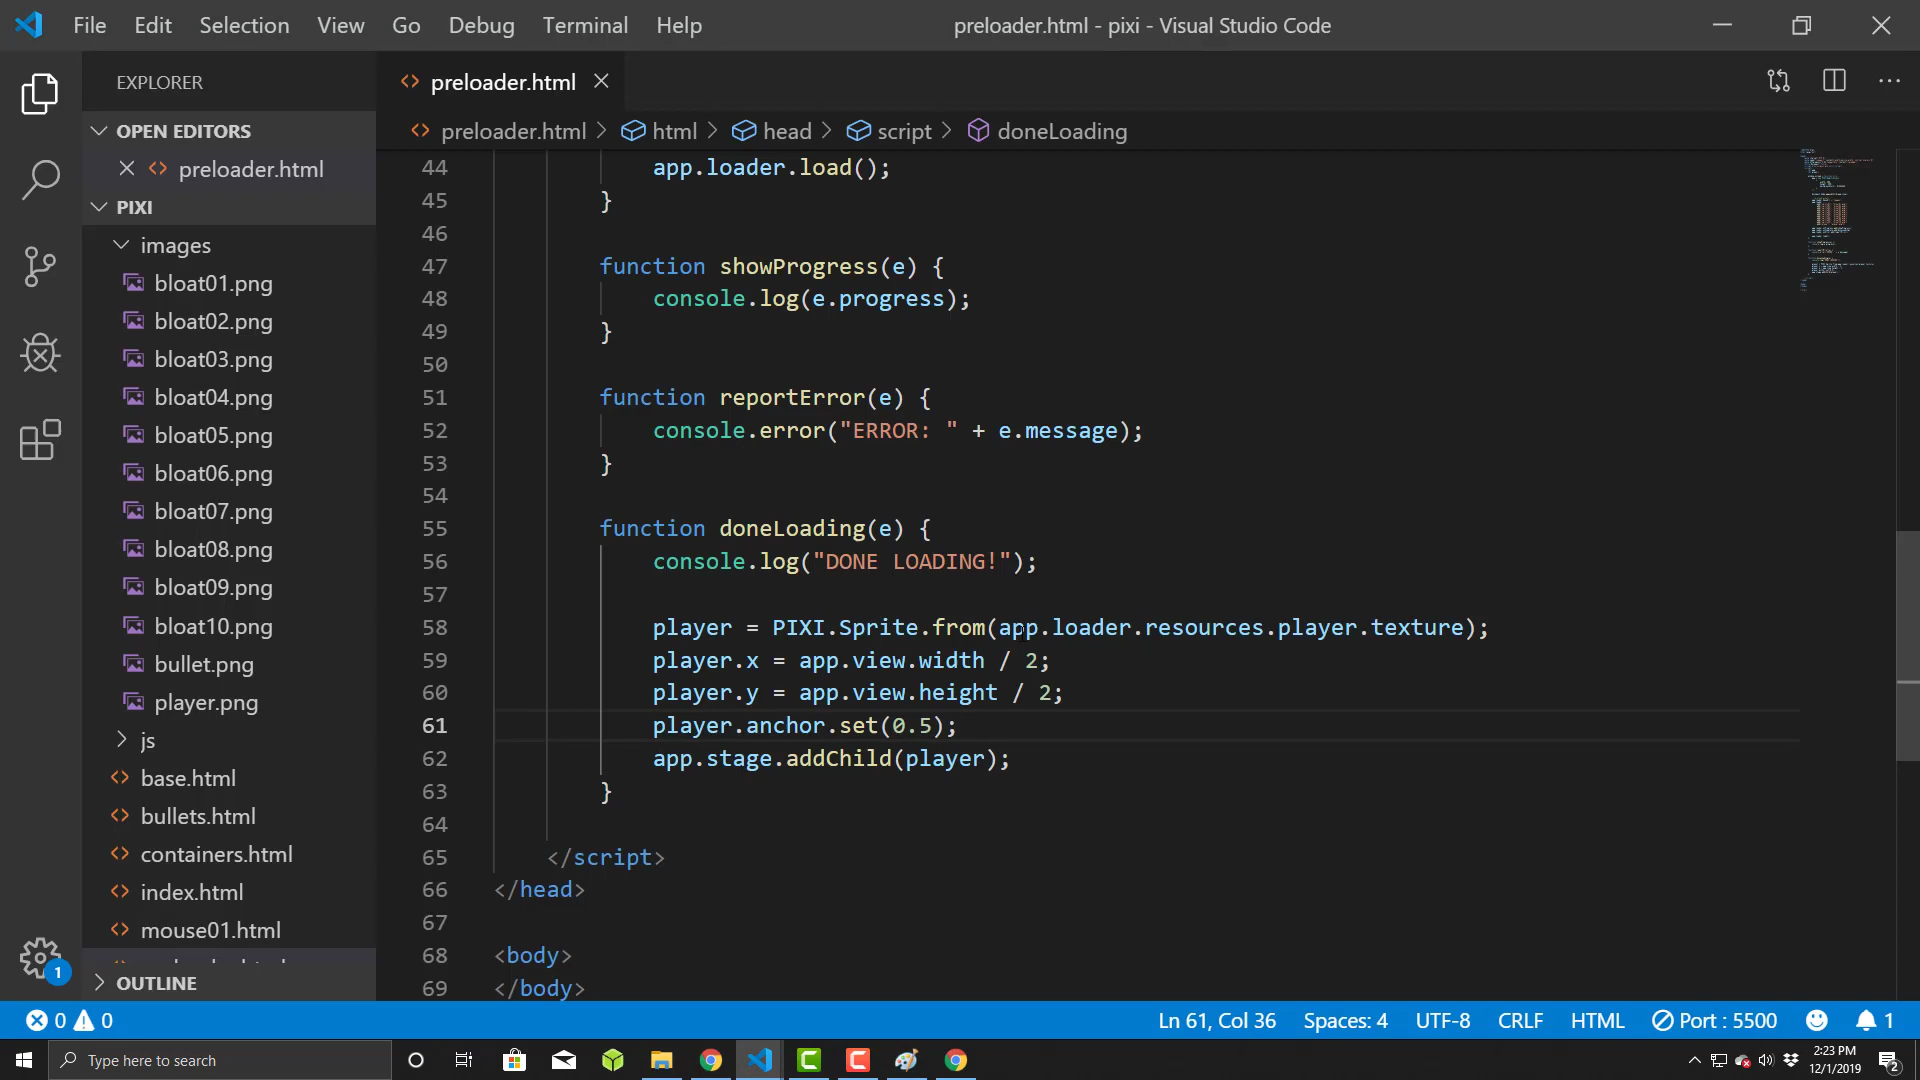 File Edit Selection View Go Debug Terminal Help
preloader.html - pixi - Visual Studio Code
EXPLORER
OPEN EDITORS
preloader.html
PIXI
images
bloat01.png
bloat02.png
bloat03.png
bloat04.png
bloat05.png
bloat06.png
bloat07.png
bloat08.png
bloat09.png
bloat10.png
bullet.png
player.png
js
base.html
bullets.html
containers.html
index.html
mouse01.html
OUTLINE
1
preloader.html
preloader.html > html > head > script > doneLoading
44 app.loader.load();
45 }
46
47 function showProgress(e) {
48 console.log(e.progress);
49 }
50
51 function reportError(e) {
52 console.error("ERROR: " + e.message);
53 }
54
55 function doneLoading(e) {
56 console.log("DONE LOADING!");
57
58 player = PIXI.Sprite.from(app.loader.resources.player.texture);
59 player.x = app.view.width / 2;
60 player.y = app.view.height / 2;
61 player.anchor.set(0.5);
62 app.stage.addChild(player);
63 }
64
65 </script>
66 </head>
67
68 <body>
69 </body>
0 0
Ln 61, Col 36 Spaces: 4 UTF-8 CRLF HTML Port : 5500 1
Type here to search
2:23 PM
12/1/2019
2